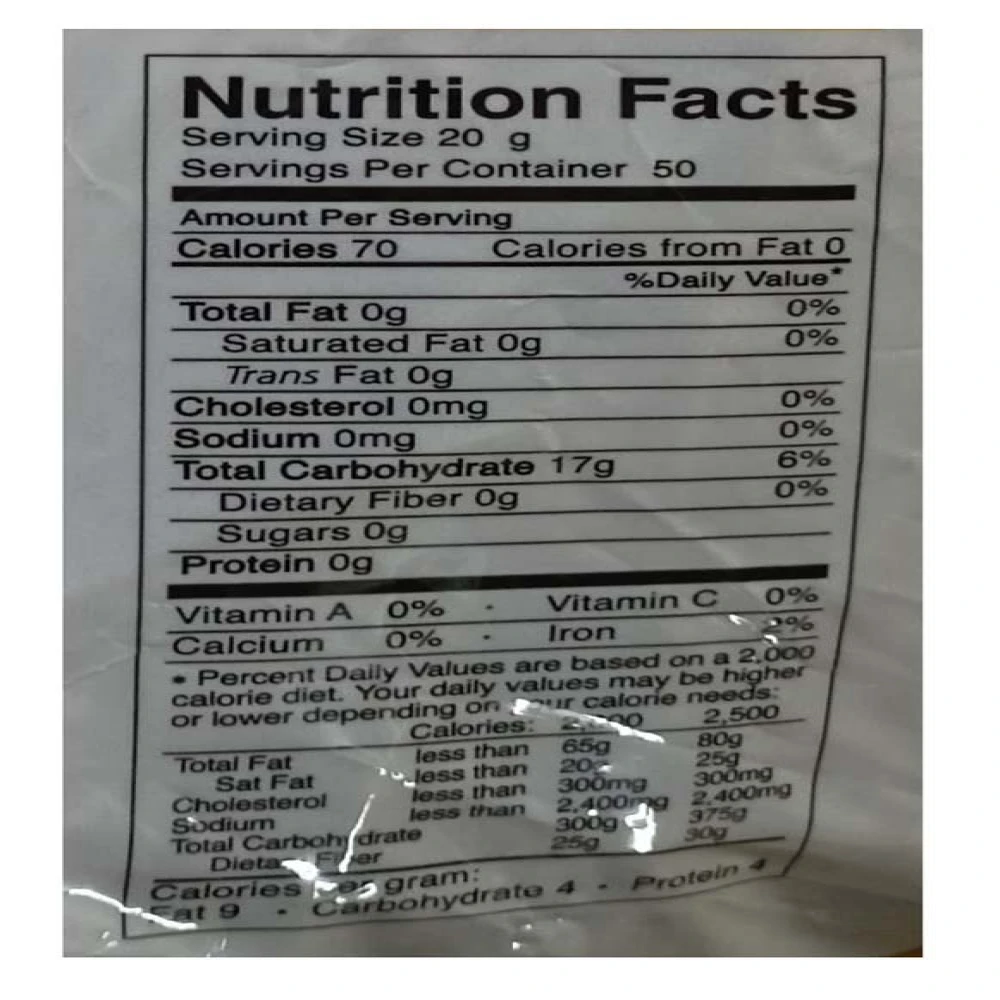 Nutrition Facts
Serving Size 20 g
Servings Per Container 50
Amount Per Serving
Calories 70 Calories from Fat 0
%Daily Value*
Total Fat 0g 0%
Saturated Fat 0g 0%
Trans Fat 0g
Cholesterol 0mg 0%
Sodium 0mg 0%
Total Carbohydrate 17g 6%
Dietary Fiber 0g 0%
Sugars 0g
Protein 0g
Vitamin A 0% · Vitamin C 0%
Calcium 0% · Iron 2%
• Percent Daily Values are based on a 2,000
calorie diet. Your daily values may be higher
or lower depending on your calorie needs:
Calories: 2,000 2,500
Total Fat less than 65g 80g
Sat Fat less than 20g 25g
Cholesterol less than 300mg 300mg
Sodium less than 2,400mg 2,400mg
Total Carbohydrate 300g 375g
Dietary Fiber 25g 30g
Calories per gram:
Fat 9 · Carbohydrate 4 · Protein 4